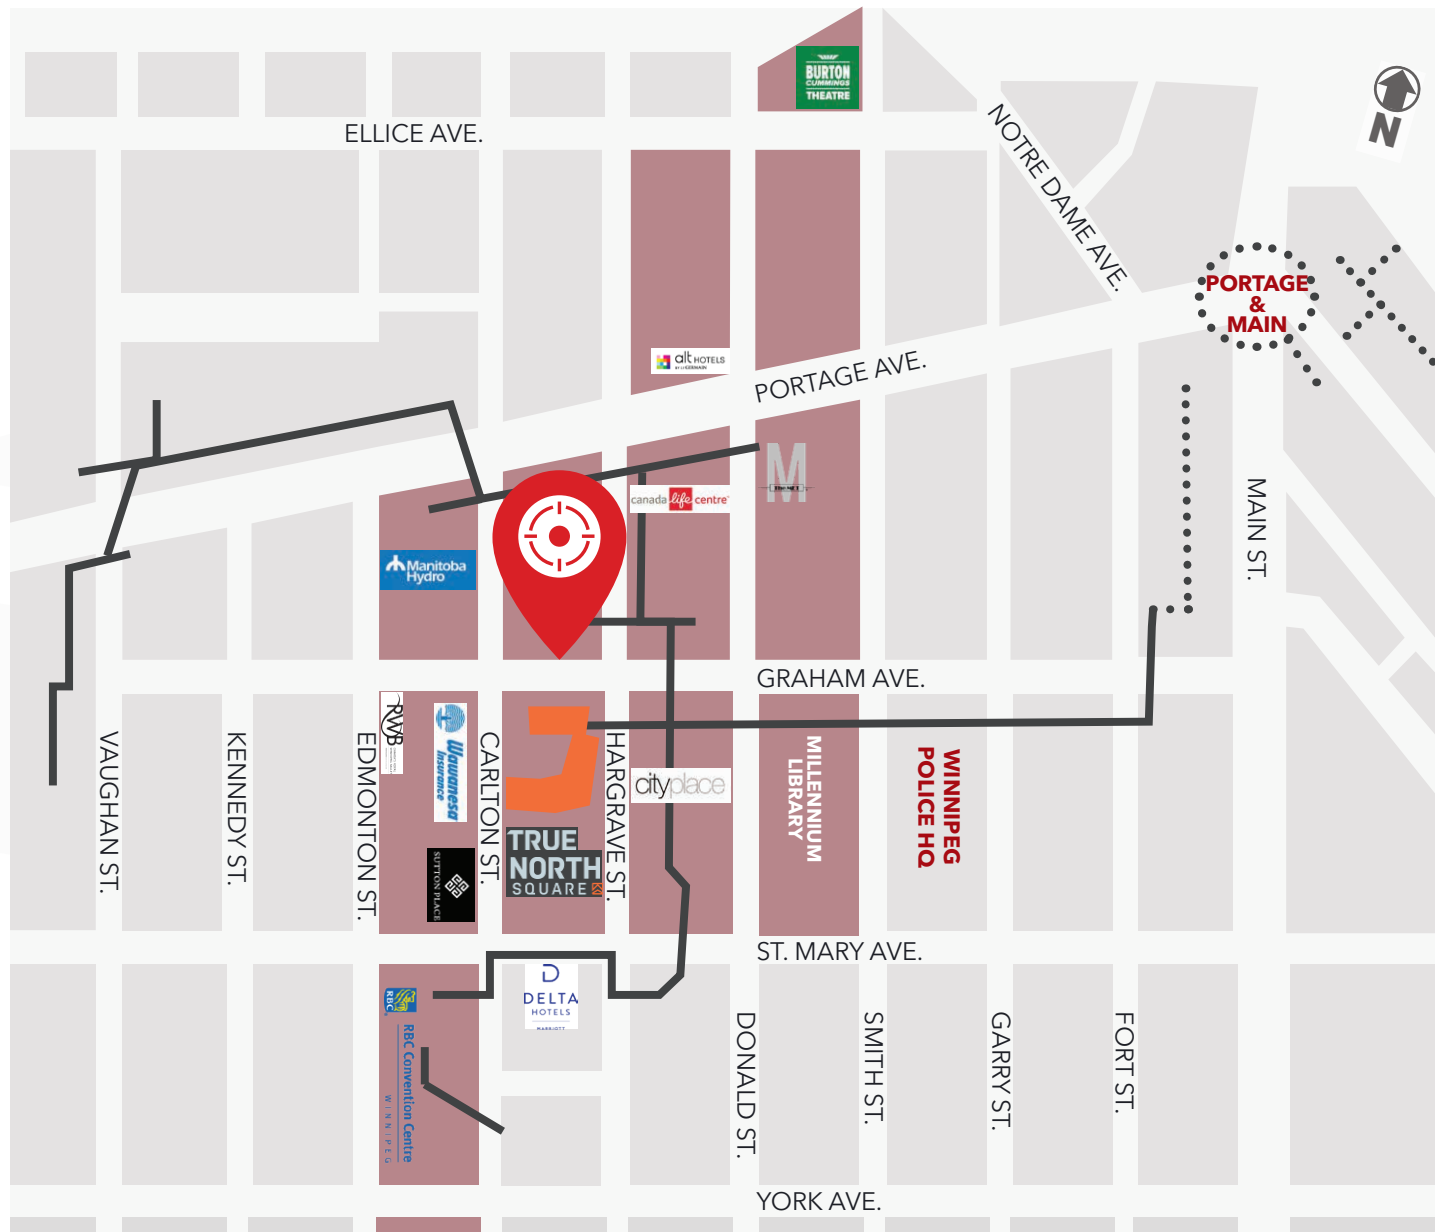 BURTON
CUMMINGS
THEATRE
ELLICE AVE.
NOTRE DAME AVE.
N
PORTAGE
&
MAIN
alt HOTELS
PORTAGE AVE.
M
canada life centre
Manitoba
Hydro
MAIN ST.
GRAHAM AVE.
RWB
Wawanesa
Insurance
VAUGHAN ST.
KENNEDY ST.
EDMONTON ST.
CARLTON ST.
HARGRAVE ST.
cityplace
MILLENNIUM
LIBRARY
WINNIPEG
POLICE HQ
TRUE
NORTH
SQUARE
SUTTON PLACE
ST. MARY AVE.
D
DELTA
HOTELS
MARRIOTT
RBC
RBC Convention Centre
WINNIPEG
DONALD ST.
SMITH ST.
GARRY ST.
FORT ST.
YORK AVE.